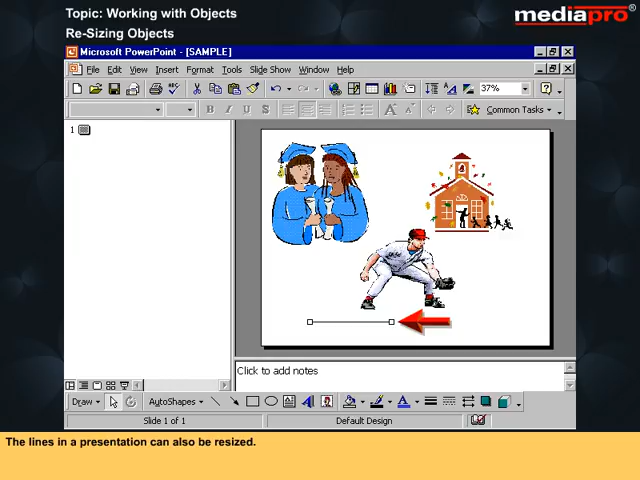 Topic: Working with Objects
mediapro®
Re-Sizing Objects
Microsoft PowerPoint - [SAMPLE]
File Edit View Insert Format Tools Slide Show Window Help
37%
B I U S Common Tasks
1
Click to add notes
Draw AutoShapes
Slide 1 of 1 Default Design
The lines in a presentation can also be resized.